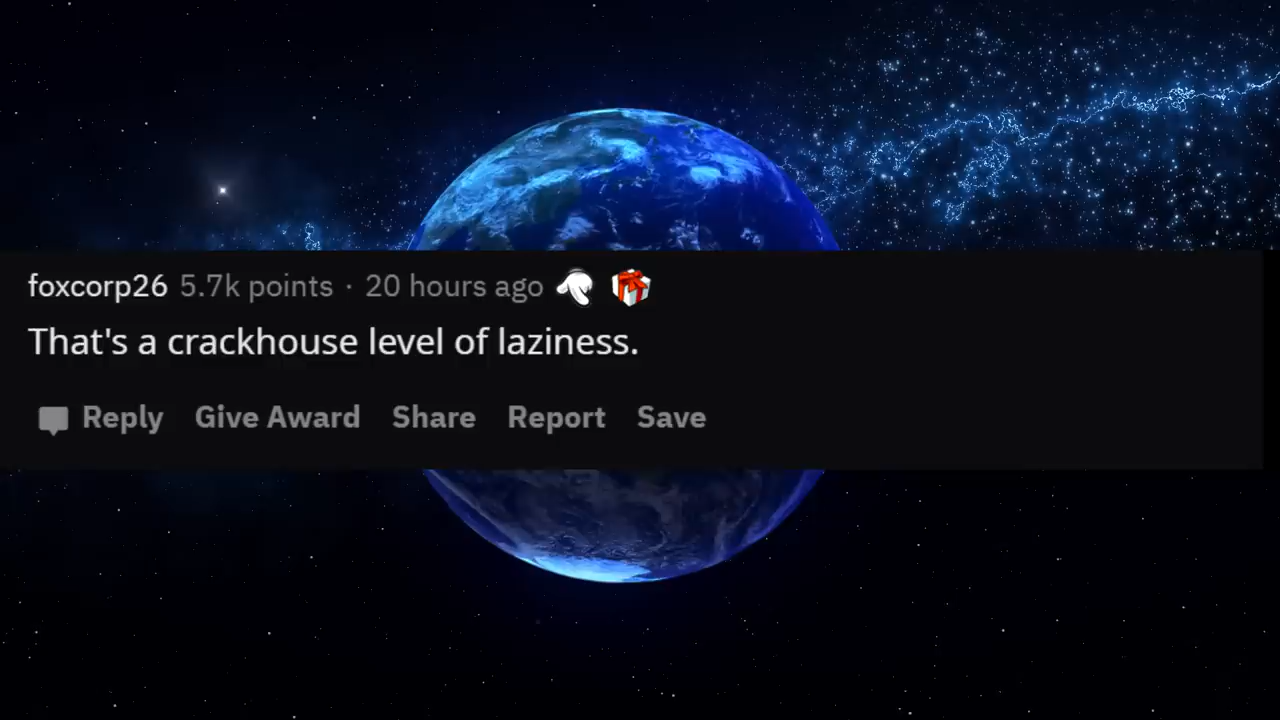 foxcorp26 5.7k points · 20 hours ago
That's a crackhouse level of laziness.
Reply Give Award Share Report Save